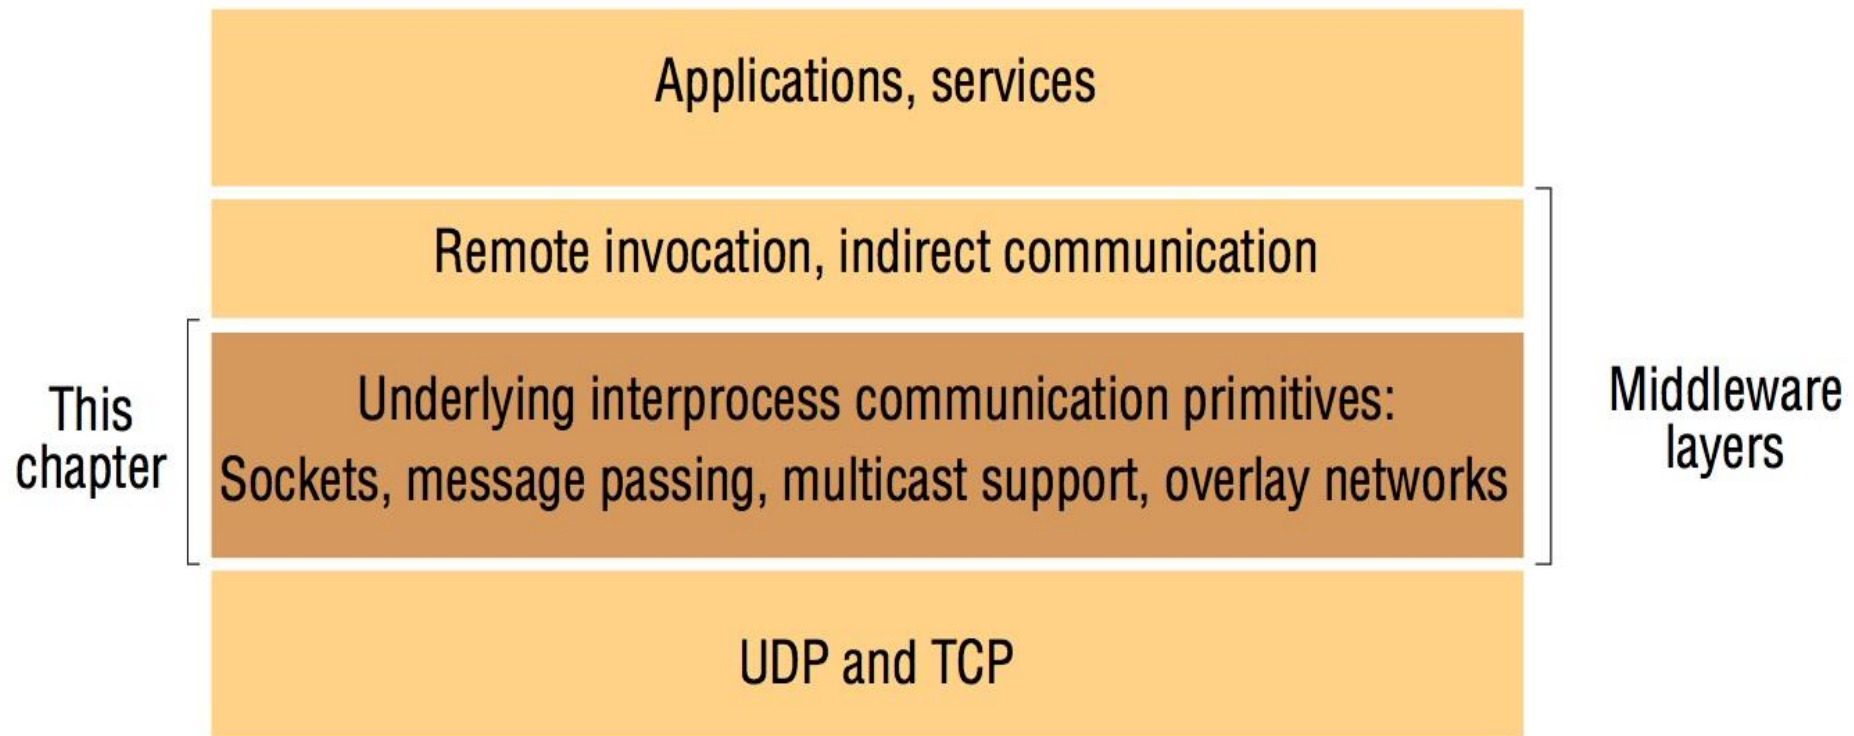 Applications, services
Remote invocation, indirect communication
This
chapter
Underlying interprocess communication primitives:
Sockets, message passing, multicast support, overlay networks
Middleware
layers
UDP and TCP